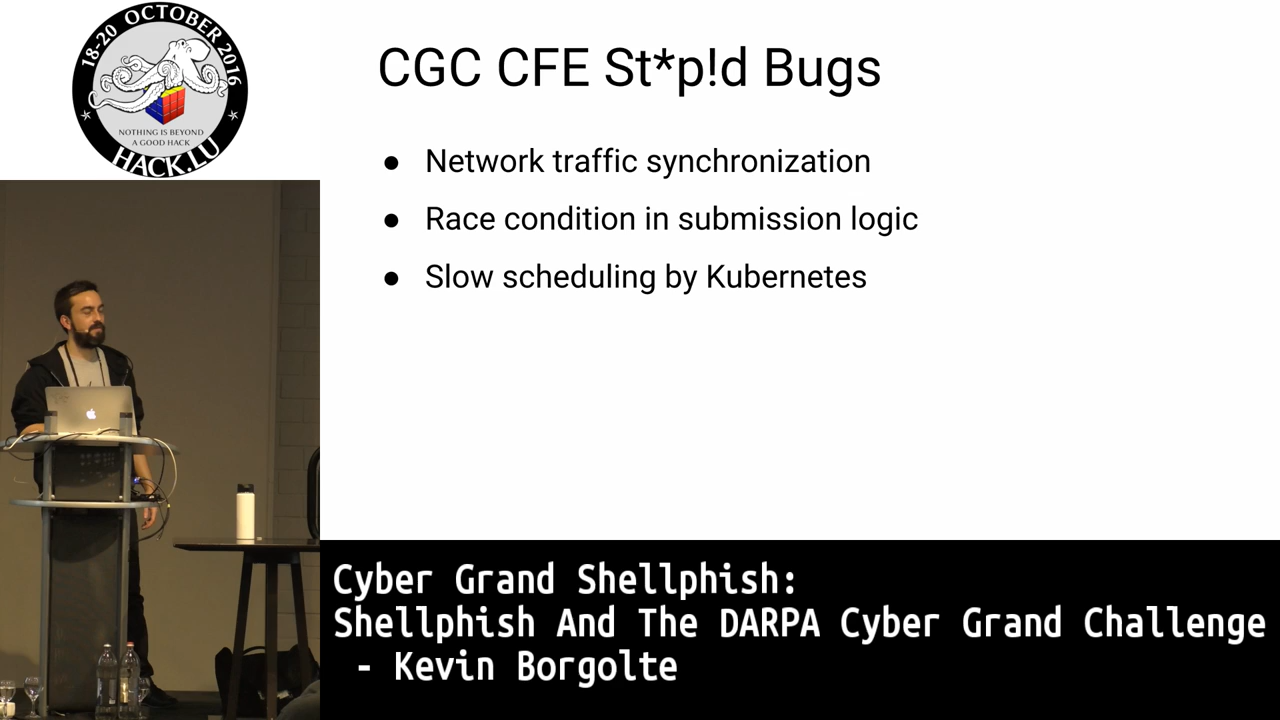 18-20 OCTOBER 2016
NOTHING IS BEYOND
A GOOD HACK
HACK.LU
CGC CFE St*p!d Bugs
● Network traffic synchronization
● Race condition in submission logic
● Slow scheduling by Kubernetes
Cyber Grand Shellphish:
Shellphish And The DARPA Cyber Grand Challenge
- Kevin Borgolte